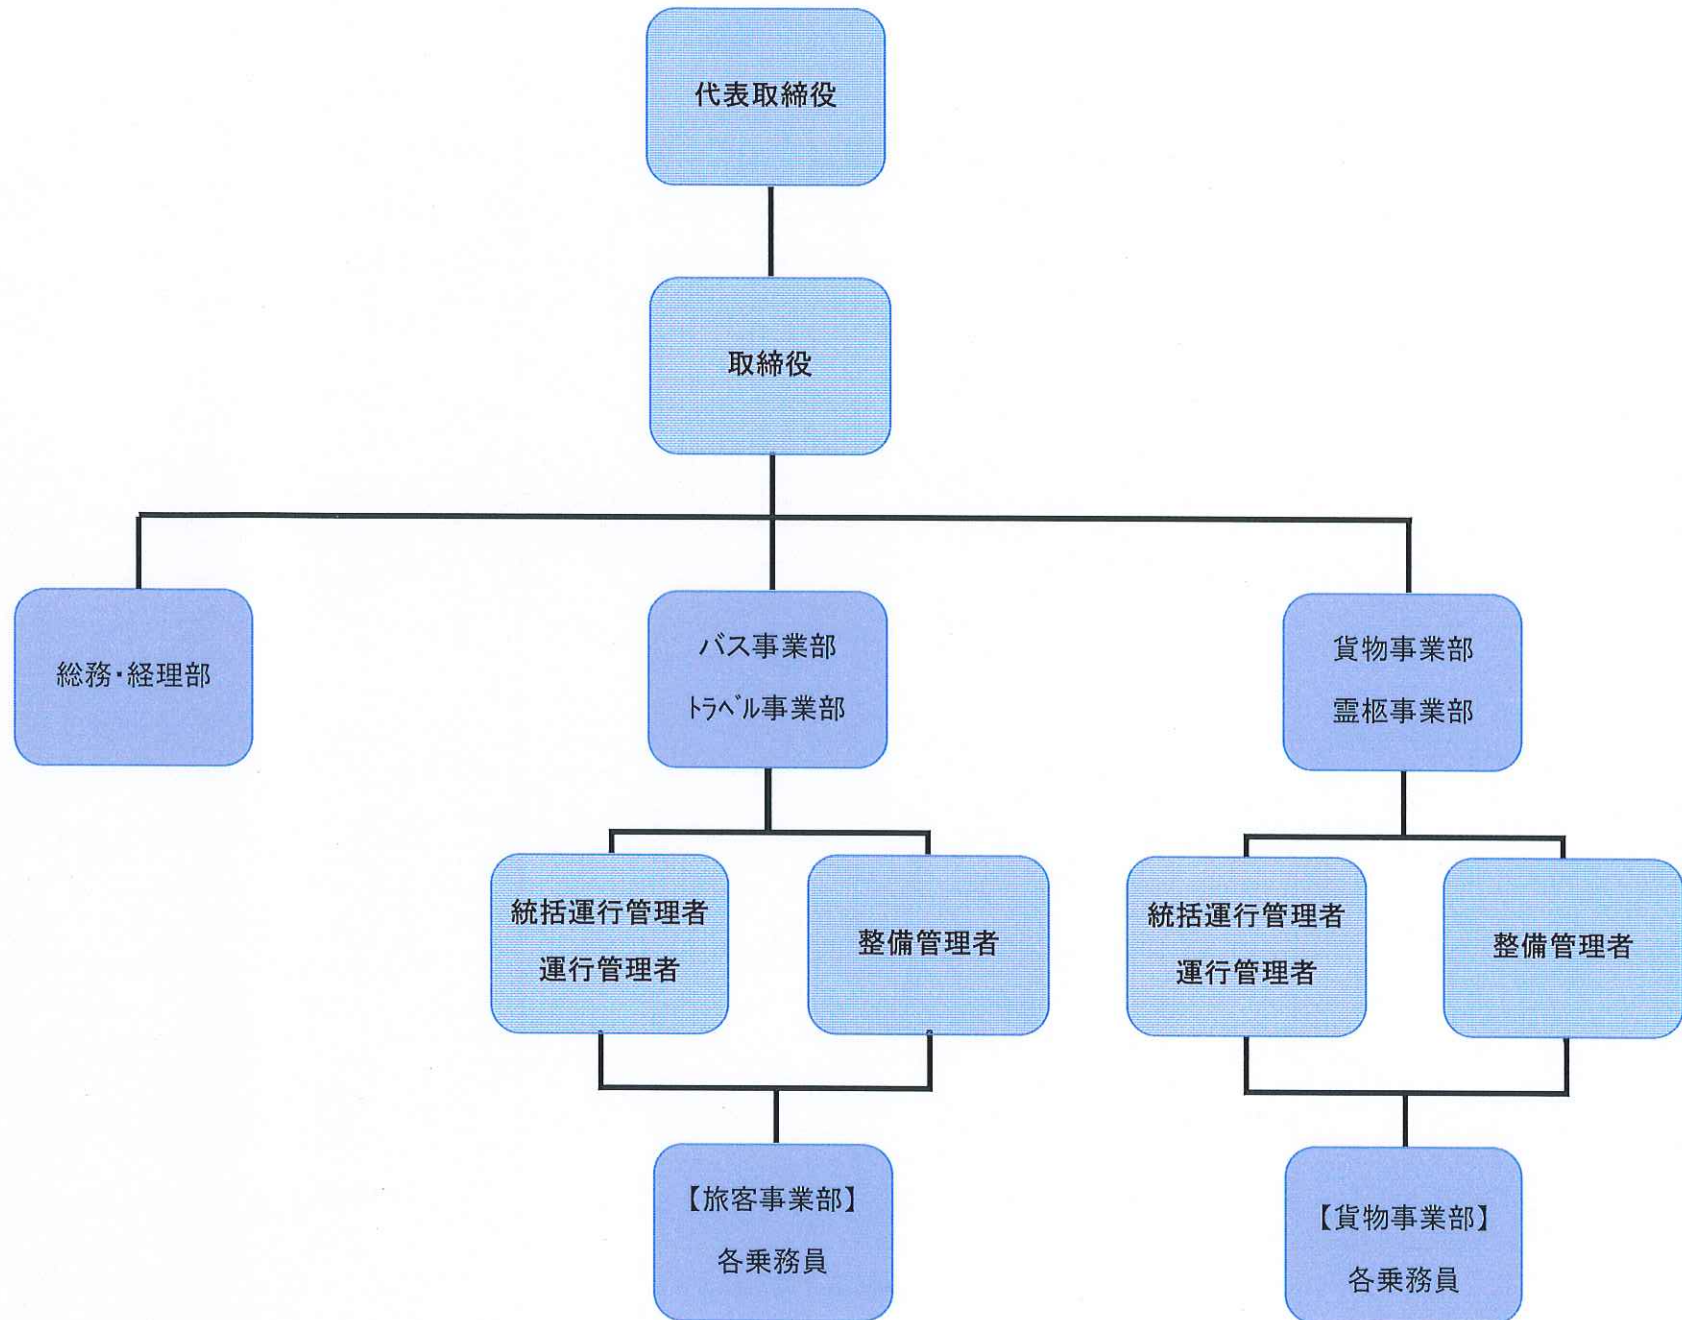 代表取締役
取締役
総務・経理部
バス事業部
ﾄﾗﾍﾞﾙ事業部
貨物事業部
霊柩事業部
統括運行管理者
運行管理者
整備管理者
統括運行管理者
運行管理者
整備管理者
【旅客事業部】
各乗務員
【貨物事業部】
各乗務員